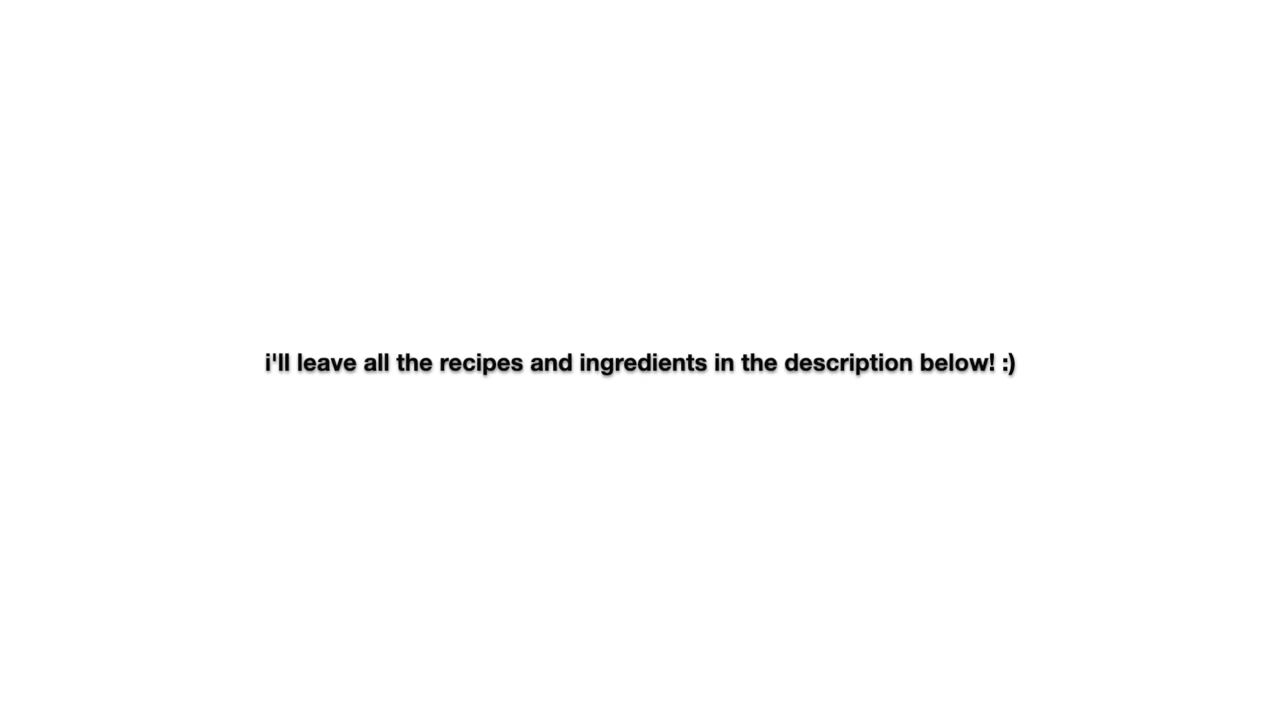 i'll leave all the recipes and ingredients in the description below! :)